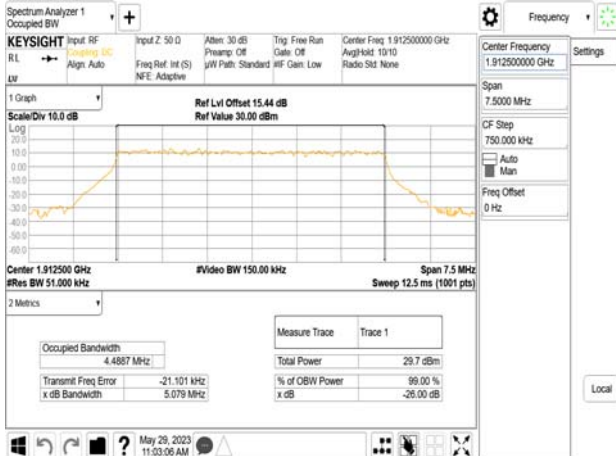 Spectrum Analyzer 1
Occupied BW
+
Frequency
KEYSIGHT
RL
Input: RF
Coupling: DC
Align: Auto
Input Z: 50 Ω
Freq Ref: Int (S)
NFE: Adaptive
Atten: 30 dB
Preamp: Off
µW Path: Standard
Trig: Free Run
Gate: Off
#IF Gain: Low
Center Freq: 1.912500000 GHz
Avg|Hold: 10/10
Radio Std: None
Center Frequency
1.912500000 GHz
Settings
Span
7.5000 MHz
CF Step
750.000 kHz
Auto
Man
Freq Offset
0 Hz
Local
1 Graph
Scale/Div 10.0 dB
Ref Lvl Offset 15.44 dB
Ref Value 30.00 dBm
Log
20.0
10.0
0.00
-10.0
-20.0
-30.0
-40.0
-50.0
-60.0
Center 1.912500 GHz
#Video BW 150.00 kHz
Span 7.5 MHz
#Res BW 51.000 kHz
Sweep 12.5 ms (1001 pts)
2 Metrics
Measure Trace
Trace 1
Occupied Bandwidth
4.4887 MHz
Total Power
29.7 dBm
Transmit Freq Error
-21.101 kHz
% of OBW Power
99.00 %
x dB Bandwidth
5.079 MHz
x dB
-26.00 dB
?
May 29, 2023
11:03:06 AM